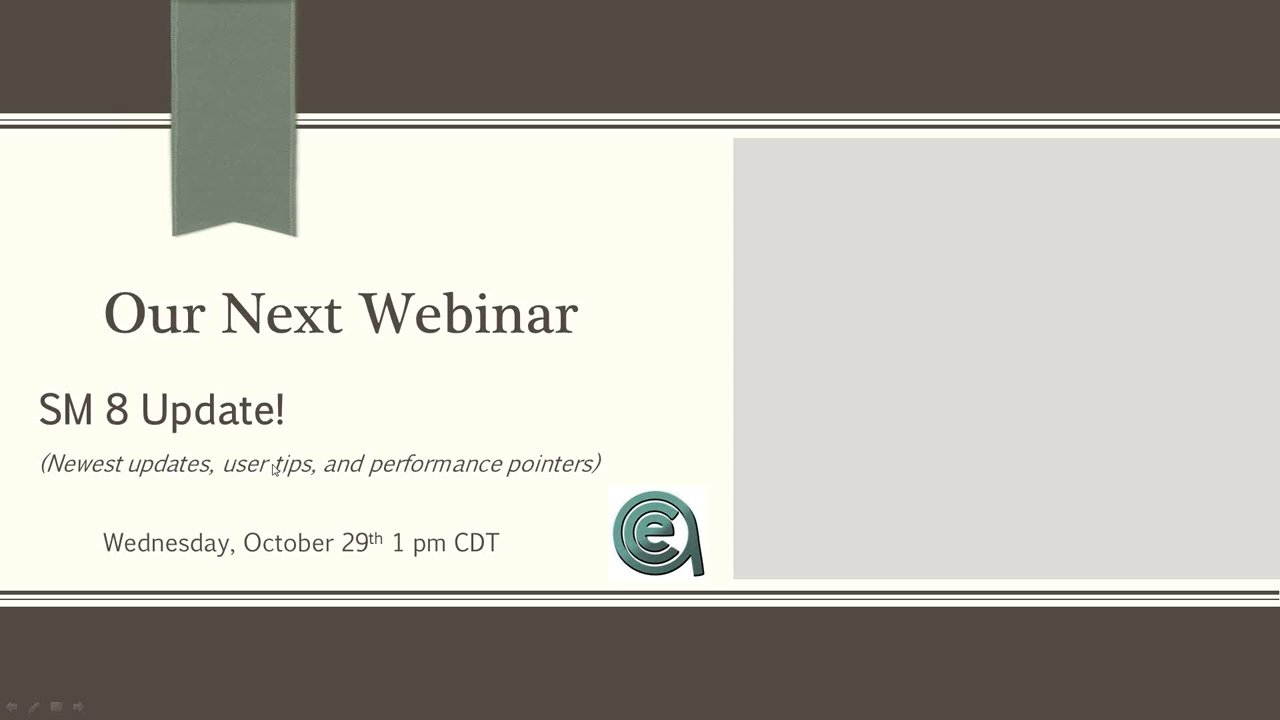 Our Next Webinar
SM 8 Update!
(Newest updates, user tips, and performance pointers)
Wednesday, October 29th 1 pm CDT